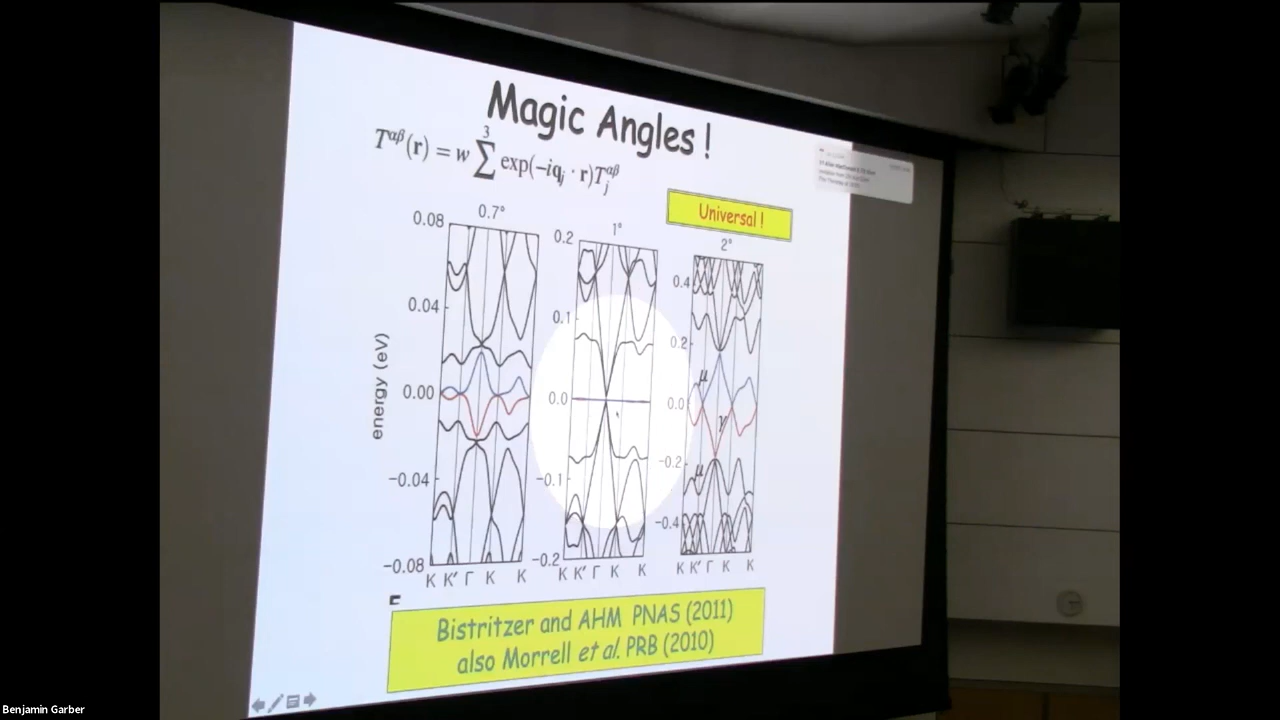 Magic Angles !
T^{αβ}(r) = w ∑^3 exp(−iq_j · r)T_j^{αβ}
Universal !
0.7° 1° 2°
energy (eV)
0.08
0.04
0.00
−0.04
−0.08
0.2
0.1
0.0
−0.1
−0.2
0.4
0.2
0.0
−0.2
−0.4
μ
γ
μ
K K′ Γ K K
K K′ Γ K K
K K′ Γ K K
Bistritzer and AHM PNAS (2011)
also Morrell et al. PRB (2010)
Benjamin Garber